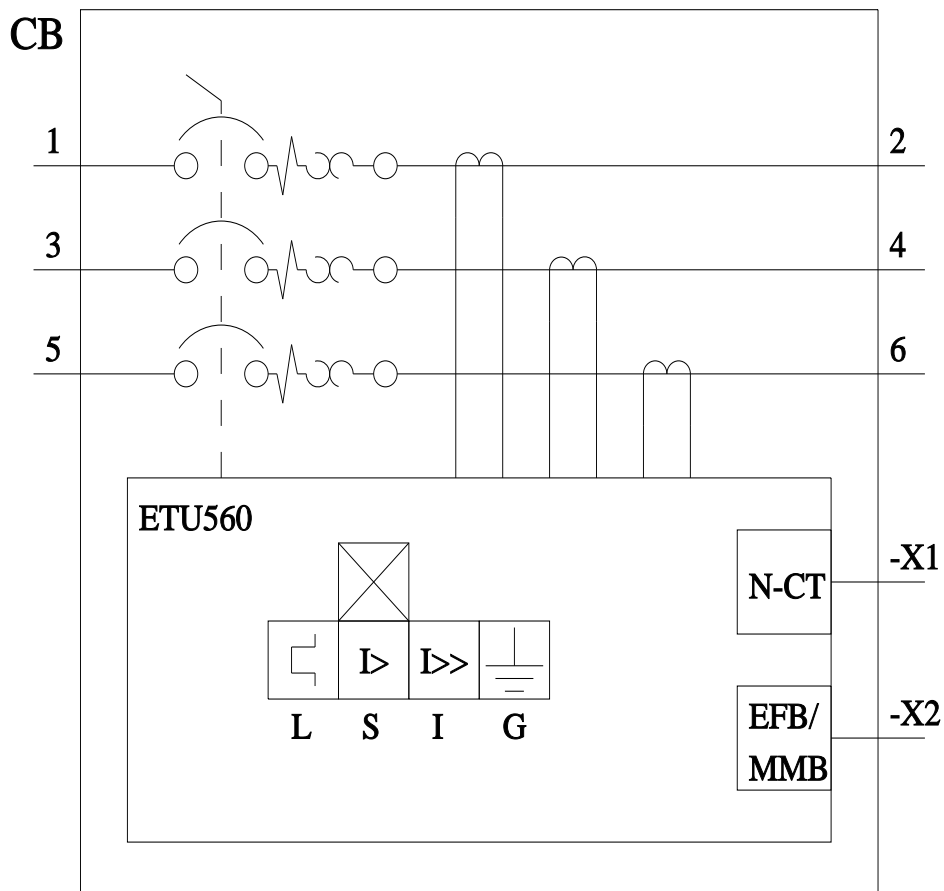 CB
1 2
3 4
5 6
ETU560
N-CT -X1
I> I>>
L S I G
EFB/ -X2
MMB